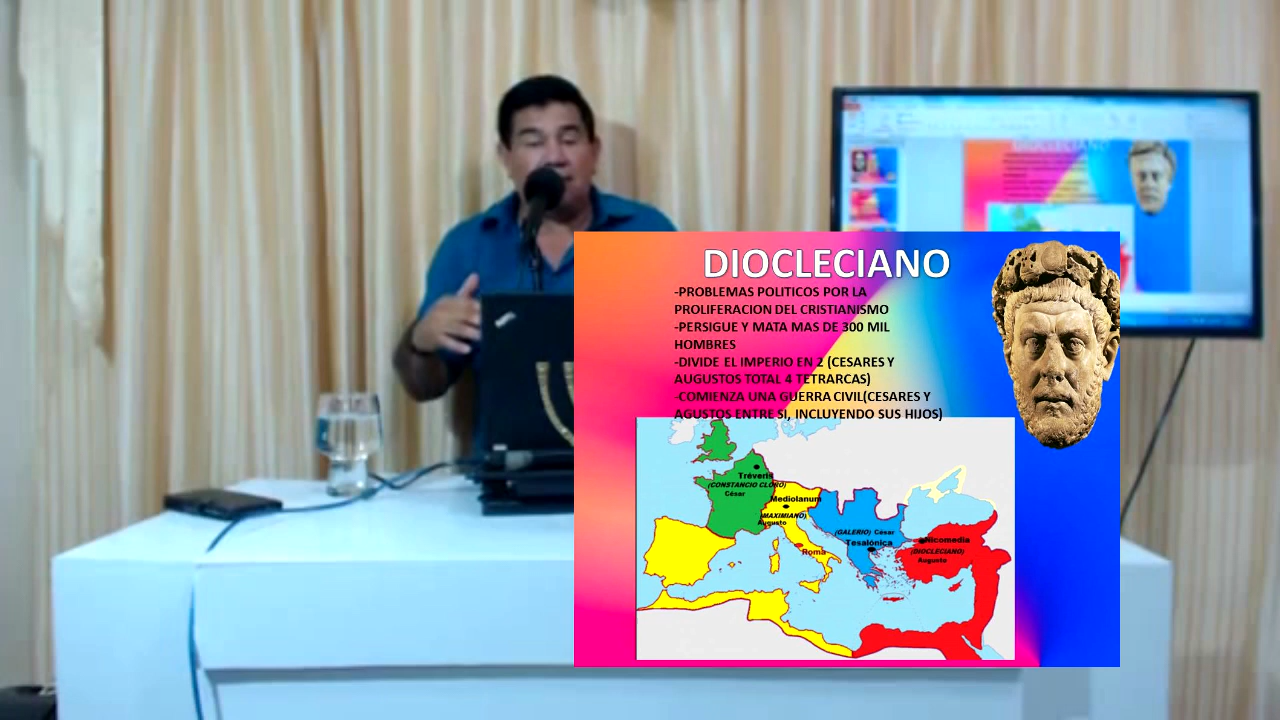 DIOCLECIANO
-PROBLEMAS POLITICOS POR LA
PROLIFERACION DEL CRISTIANISMO
-PERSIGUE Y MATA MAS DE 300 MIL
HOMBRES
-DIVIDE EL IMPERIO EN 2 (CESARES Y
AUGUSTOS TOTAL 4 TETRARCAS)
-COMIENZA UNA GUERRA CIVIL(CESARES Y
AGUSTOS ENTRE SI, INCLUYENDO SUS HIJOS)
Tréveris
(CONSTANCIO CLORO)
César
Mediolanum
(MAXIMIANO)
Augusto
Roma
(GALERIO) César
Tesalónica
Nicomedia
(DIOCLECIANO)
Augusto
DIOCLECIANO